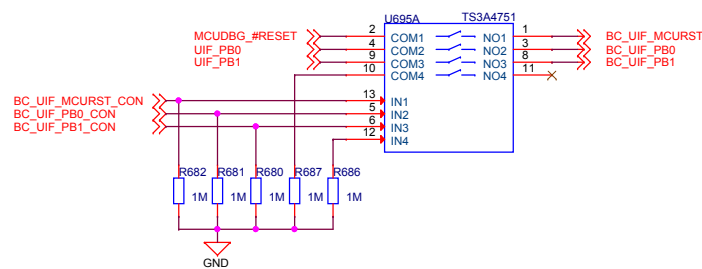 U695A TS3A4751
MCUDBG_#RESET 2 COM1 NO1 1 BC_UIF_MCURST
UIF_PB0 4 COM2 NO2 3 BC_UIF_PB0
UIF_PB1 9 COM3 NO3 8 BC_UIF_PB1
10 COM4 NO4 11
BC_UIF_MCURST_CON 13 IN1
BC_UIF_PB0_CON 5 IN2
BC_UIF_PB1_CON 6 IN3
12 IN4
R682 R681 R680 R687 R686
1M 1M 1M 1M 1M
GND